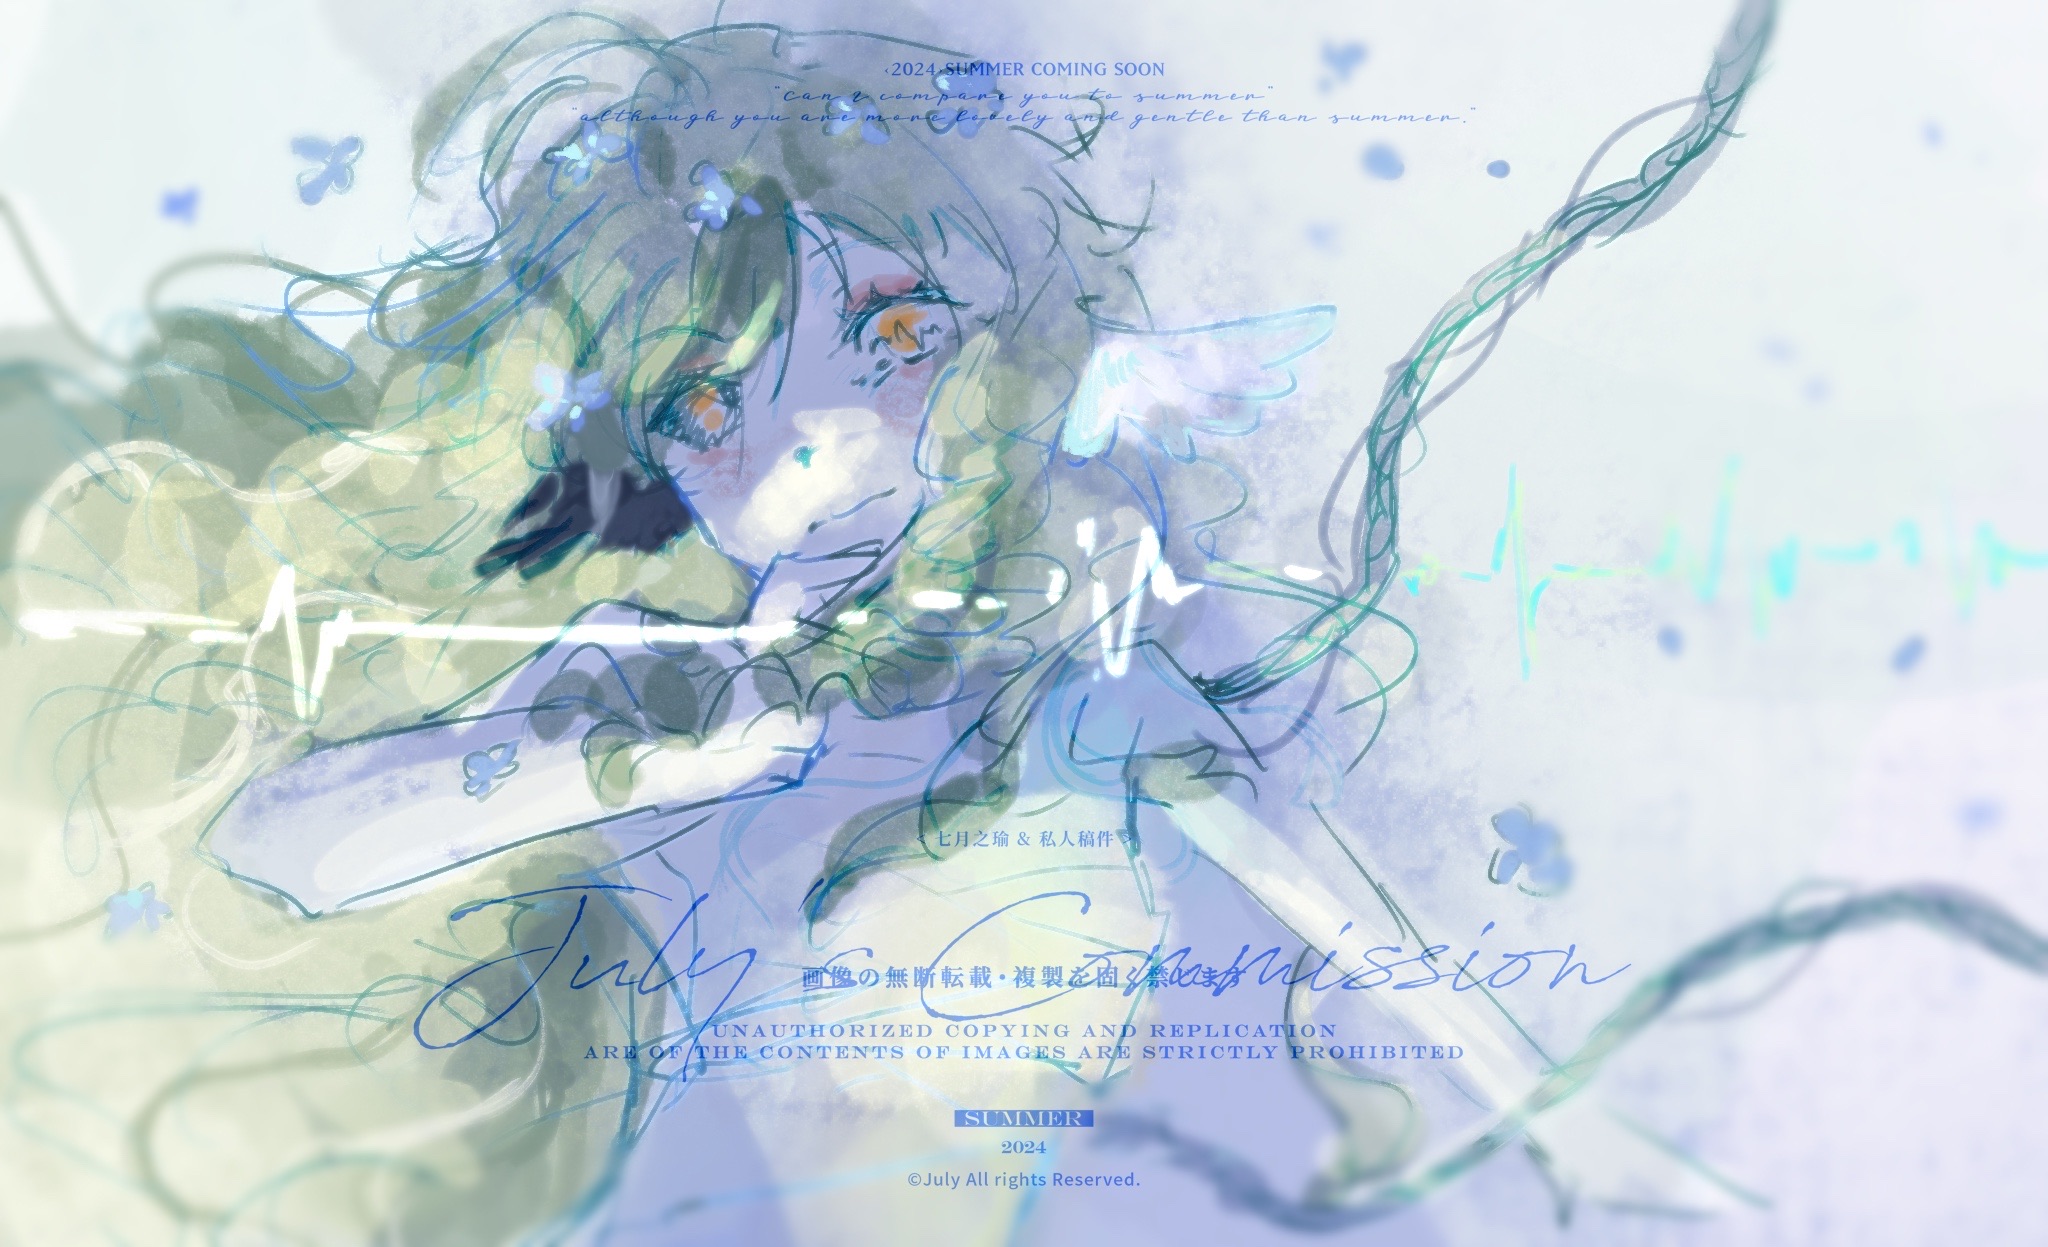 ‹2024·SUMMER COMING SOON
"can I compare you to summer"
"although you are more lovely and gentle than summer."
< 七月之瑜 & 私人稿件 >
July's Commission
画像の無断転載・複製を固く禁じます
UNAUTHORIZED COPYING AND REPLICATION
ARE OF THE CONTENTS OF IMAGES ARE STRICTLY PROHIBITED
SUMMER
2024
©July All rights Reserved.